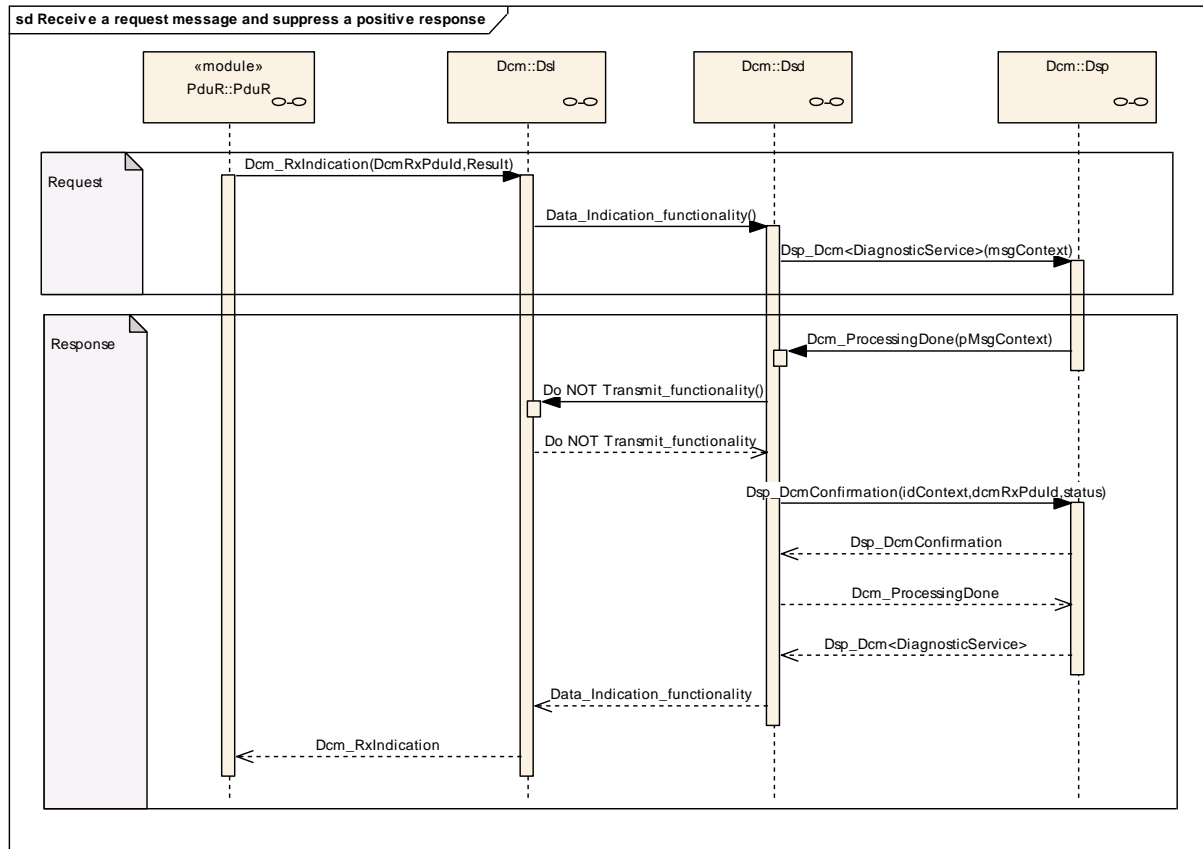 sd Receive a request message and suppress a positive response
«module»
PduR::PduR
Dcm::Dsl
Dcm::Dsd
Dcm::Dsp
Request
Dcm_RxIndication(DcmRxPduId,Result)
Data_Indication_functionality()
Dsp_Dcm<DiagnosticService>(msgContext)
Response
Dcm_ProcessingDone(pMsgContext)
Do NOT Transmit_functionality()
Do NOT Transmit_functionality
Dsp_DcmConfirmation(idContext,dcmRxPduId,status)
Dsp_DcmConfirmation
Dcm_ProcessingDone
Dsp_Dcm<DiagnosticService>
Data_Indication_functionality
Dcm_RxIndication